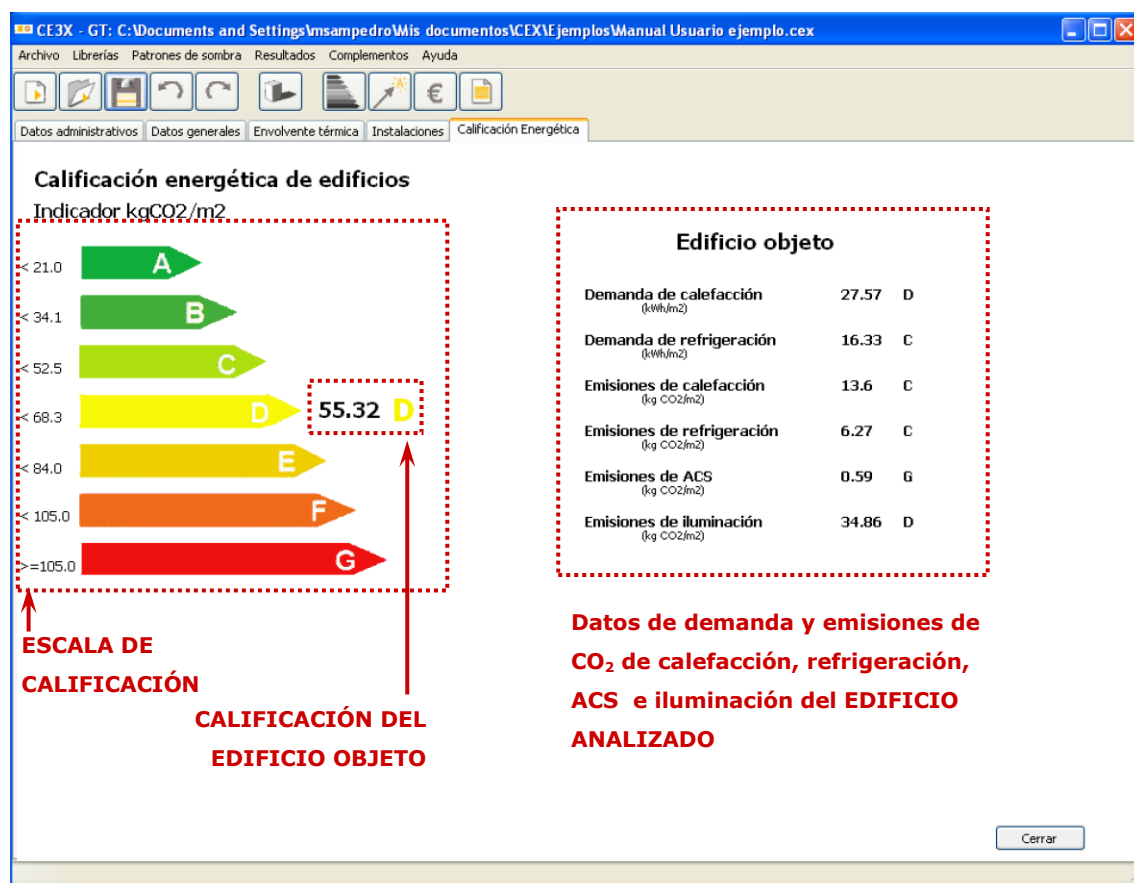 CE3X - GT: C:\Documents and Settings\msampedro\Mis documentos\CEX\Ejemplos\Manual Usuario ejemplo.cex
Archivo Librerías Patrones de sombra Resultados Complementos Ayuda
€
Datos administrativos Datos generales Envolvente térmica Instalaciones Calificación Energética
Calificación energética de edificios
Indicador kgCO2/m2
< 21.0 A
< 34.1 B
< 52.5 C
< 68.3 D 55.32 D
< 84.0 E
< 105.0 F
>=105.0 G
ESCALA DE
CALIFICACIÓN
CALIFICACIÓN DEL
EDIFICIO OBJETO
Edificio objeto
Demanda de calefacción 27.57 D
(kWh/m2)
Demanda de refrigeración 16.33 C
(kWh/m2)
Emisiones de calefacción 13.6 C
(kg CO2/m2)
Emisiones de refrigeración 6.27 C
(kg CO2/m2)
Emisiones de ACS 0.59 G
(kg CO2/m2)
Emisiones de iluminación 34.86 D
(kg CO2/m2)
Datos de demanda y emisiones de
CO₂ de calefacción, refrigeración,
ACS e iluminación del EDIFICIO
ANALIZADO
Cerrar